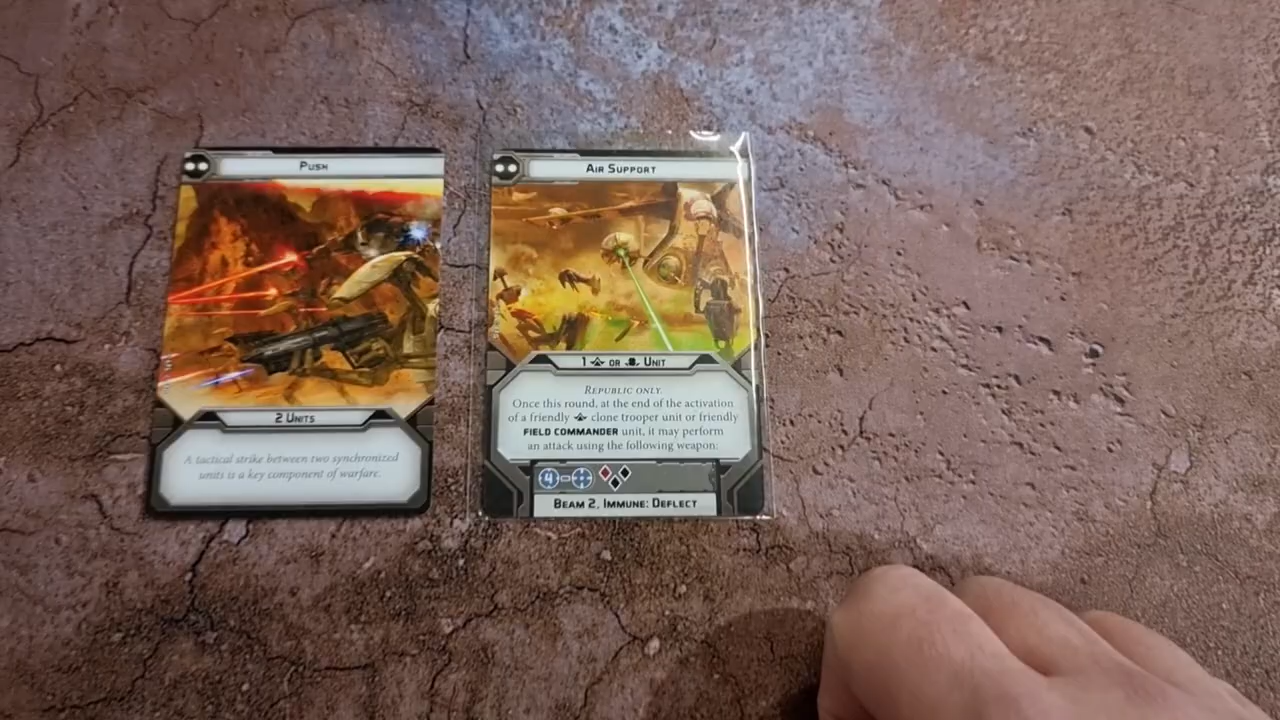 Push
2 Units
A tactical strike between two synchronized
units is a key component of warfare.
Air Support
1 or Unit
Republic only.
Once this round, at the end of the activation
of a friendly clone trooper unit or friendly
FIELD COMMANDER unit, it may perform
an attack using the following weapon:
4-
Beam 2, Immune: Deflect